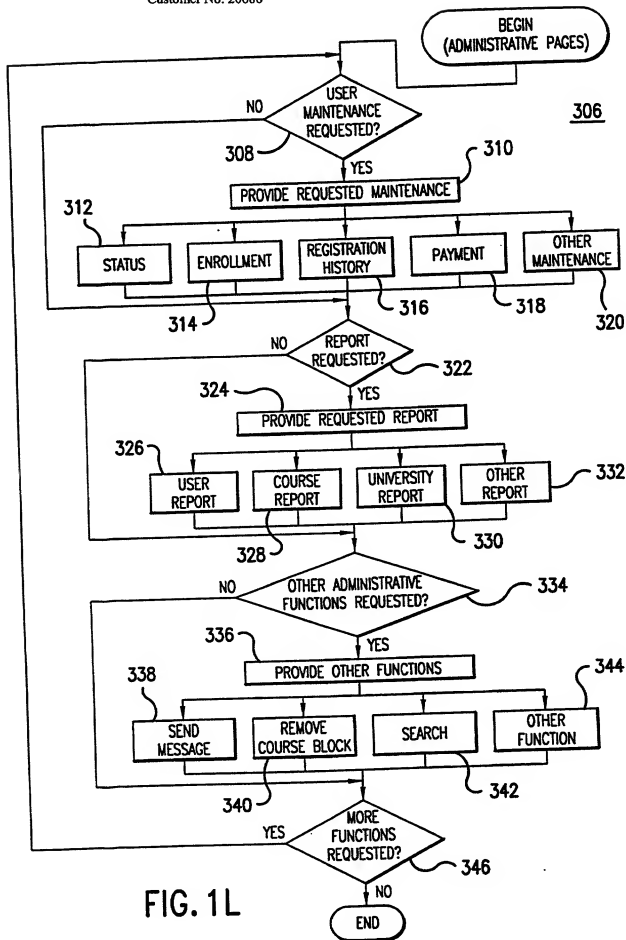 Customer No. 20686
BEGIN
(ADMINISTRATIVE PAGES)
306
USER
MAINTENANCE
REQUESTED?
NO
308
YES
310
PROVIDE REQUESTED MAINTENANCE
312
STATUS
ENROLLMENT
REGISTRATION
HISTORY
PAYMENT
OTHER
MAINTENANCE
314
316
318
320
NO
REPORT
REQUESTED?
322
YES
324
PROVIDE REQUESTED REPORT
326
USER
REPORT
COURSE
REPORT
UNIVERSITY
REPORT
OTHER
REPORT
332
328
330
NO
OTHER ADMINISTRATIVE
FUNCTIONS REQUESTED?
334
YES
336
PROVIDE OTHER FUNCTIONS
338
344
SEND
MESSAGE
REMOVE
COURSE BLOCK
SEARCH
OTHER
FUNCTION
340
342
YES
MORE
FUNCTIONS
REQUESTED?
346
NO
END
FIG. 1L